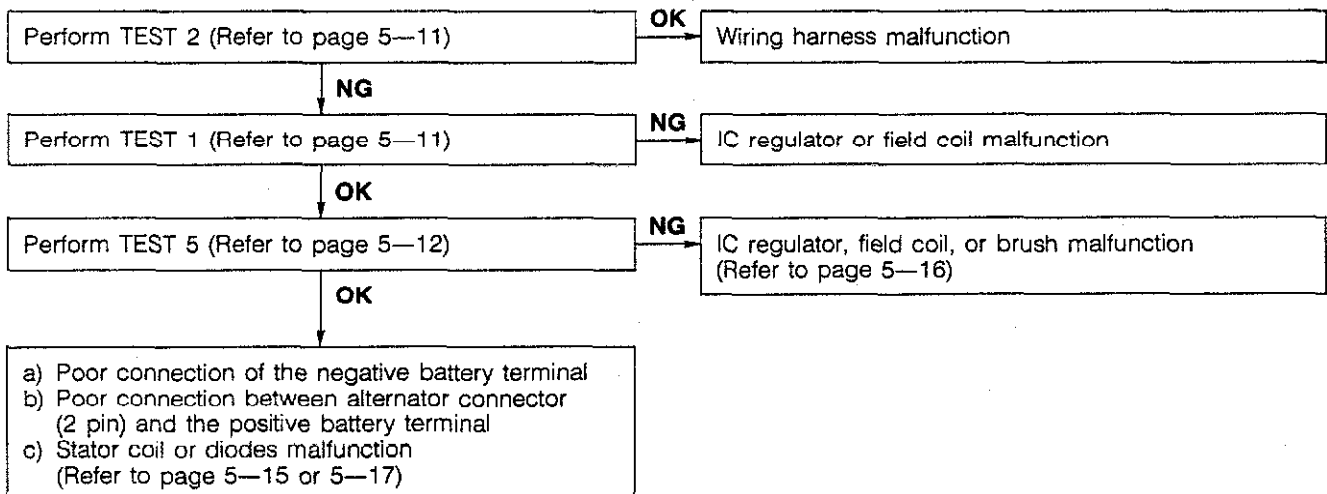 Perform TEST 2 (Refer to page 5—11)
OK
Wiring harness malfunction
NG
Perform TEST 1 (Refer to page 5—11)
NG
IC regulator or field coil malfunction
OK
Perform TEST 5 (Refer to page 5—12)
NG
IC regulator, field coil, or brush malfunction
(Refer to page 5—16)
OK
a) Poor connection of the negative battery terminal
b) Poor connection between alternator connector
(2 pin) and the positive battery terminal
c) Stator coil or diodes malfunction
(Refer to page 5—15 or 5—17)